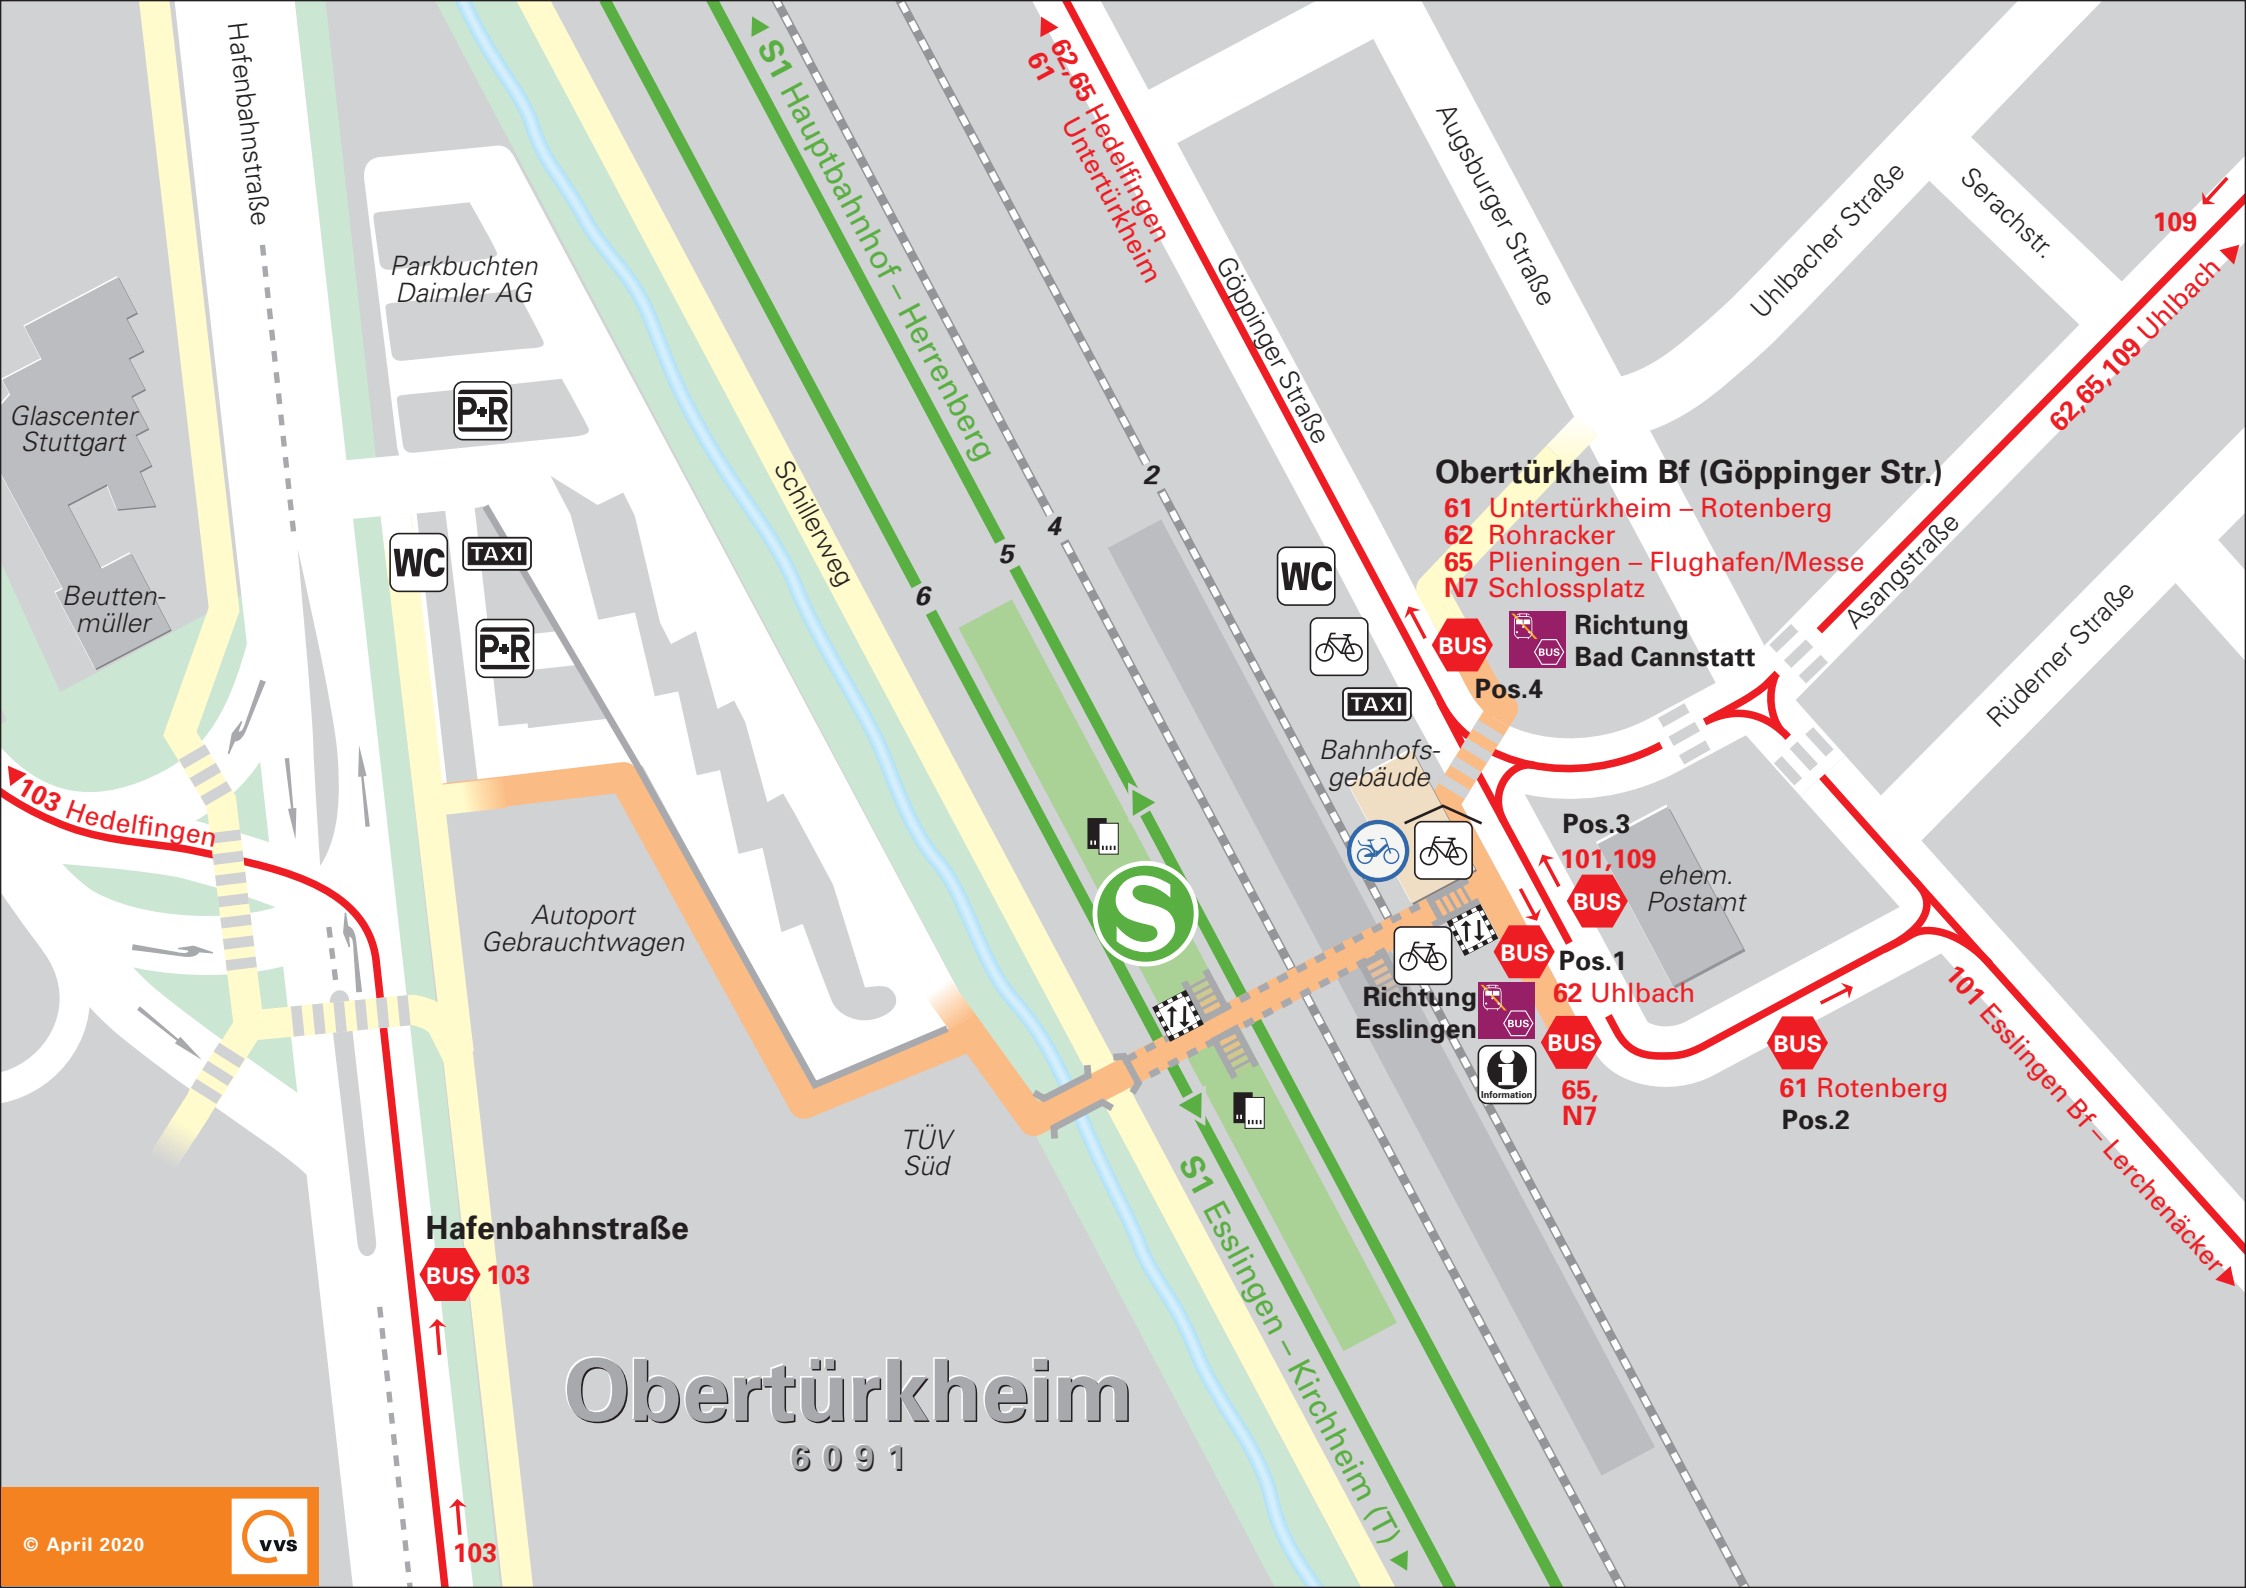 Hafenbahnstraße
S1 Hauptbahnhof – Herrenberg
62,65 Hedelfingen
61 Untertürkheim
Augsburger Straße
Uhlbacher Straße
Serachstr.
109
62,65,109 Uhlbach
Parkbuchten
Daimler AG
Göppinger Straße
P+R
Glascenter
Stuttgart
Schillerweg
2
4
5
6
Obertürkheim Bf (Göppinger Str.)
61 Untertürkheim – Rotenberg
62 Rohracker
65 Plieningen – Flughafen/Messe
N7 Schlossplatz
BUS
Pos.4
BUS
Richtung
Bad Cannstatt
Asangstraße
Rüderner Straße
WC
TAXI
P+R
Beutten-
müller
WC
TAXI
Bahnhofs-
gebäude
103 Hedelfingen
Autoport
Gebrauchtwagen
S
Pos.3
101,109
BUS
ehem.
Postamt
BUS
Pos.1
62 Uhlbach
Richtung
Esslingen
BUS
BUS
65,
N7
i
Information
BUS
61 Rotenberg
Pos.2
101 Esslingen Bf – Lerchenäcker
TÜV
Süd
S1 Esslingen – Kirchheim (T)
Hafenbahnstraße
BUS 103
Obertürkheim
6091
103
© April 2020
vvs